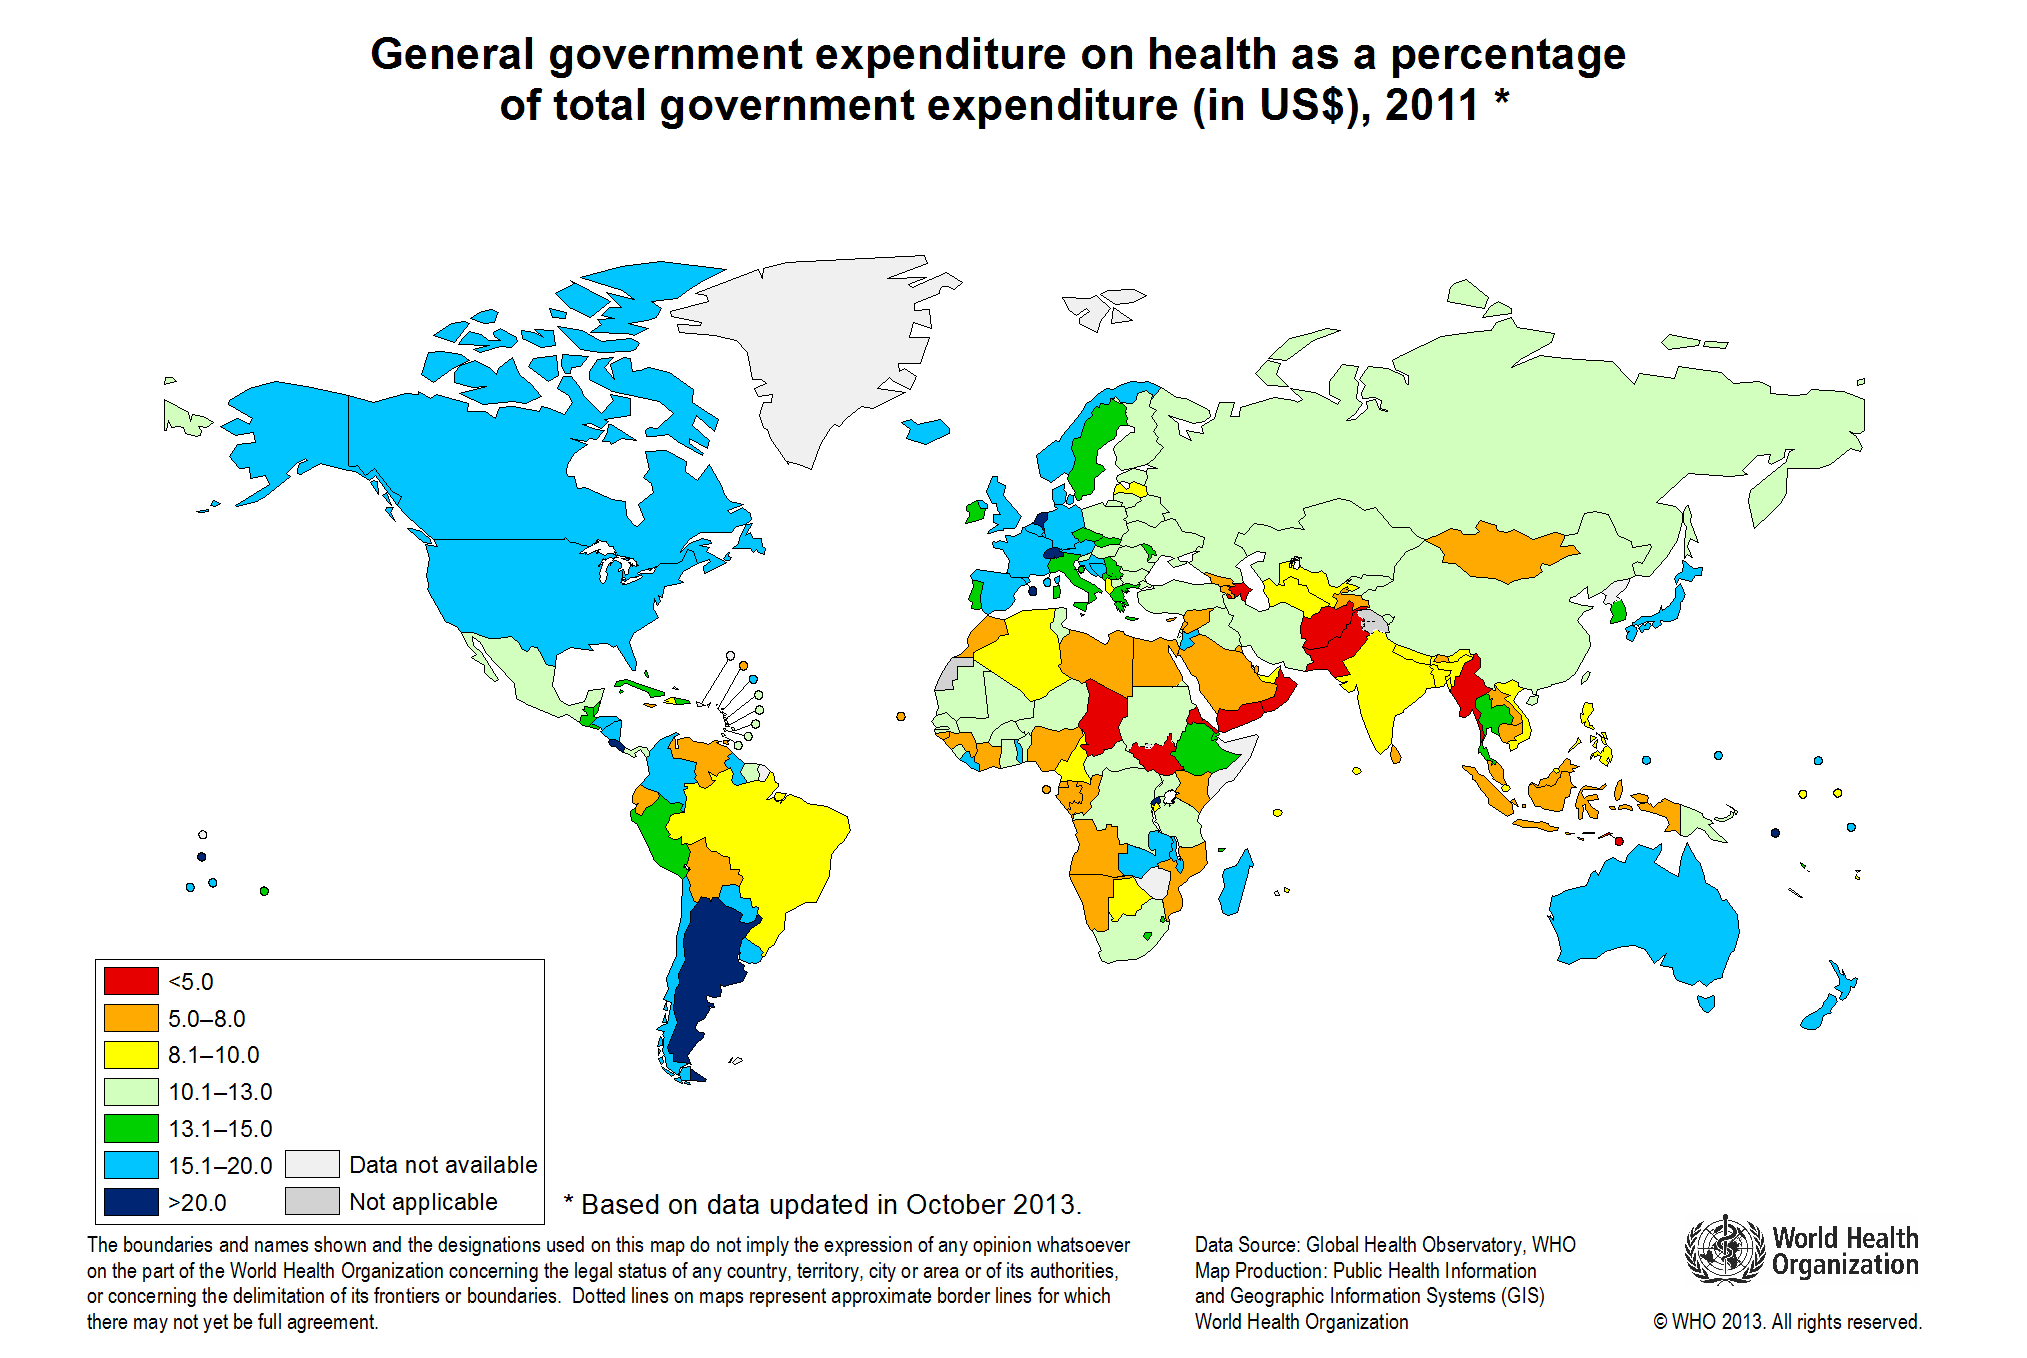 General government expenditure on health as a percentage
of total government expenditure (in US$), 2011 *
<5.0
5.0–8.0
8.1–10.0
10.1–13.0
13.1–15.0
15.1–20.0
>20.0
Data not available
Not applicable
* Based on data updated in October 2013.
The boundaries and names shown and the designations used on this map do not imply the expression of any opinion whatsoever
on the part of the World Health Organization concerning the legal status of any country, territory, city or area or of its authorities,
or concerning the delimitation of its frontiers or boundaries. Dotted lines on maps represent approximate border lines for which
there may not yet be full agreement.
Data Source: Global Health Observatory, WHO
Map Production: Public Health Information
and Geographic Information Systems (GIS)
World Health Organization
World Health
Organization
© WHO 2013. All rights reserved.